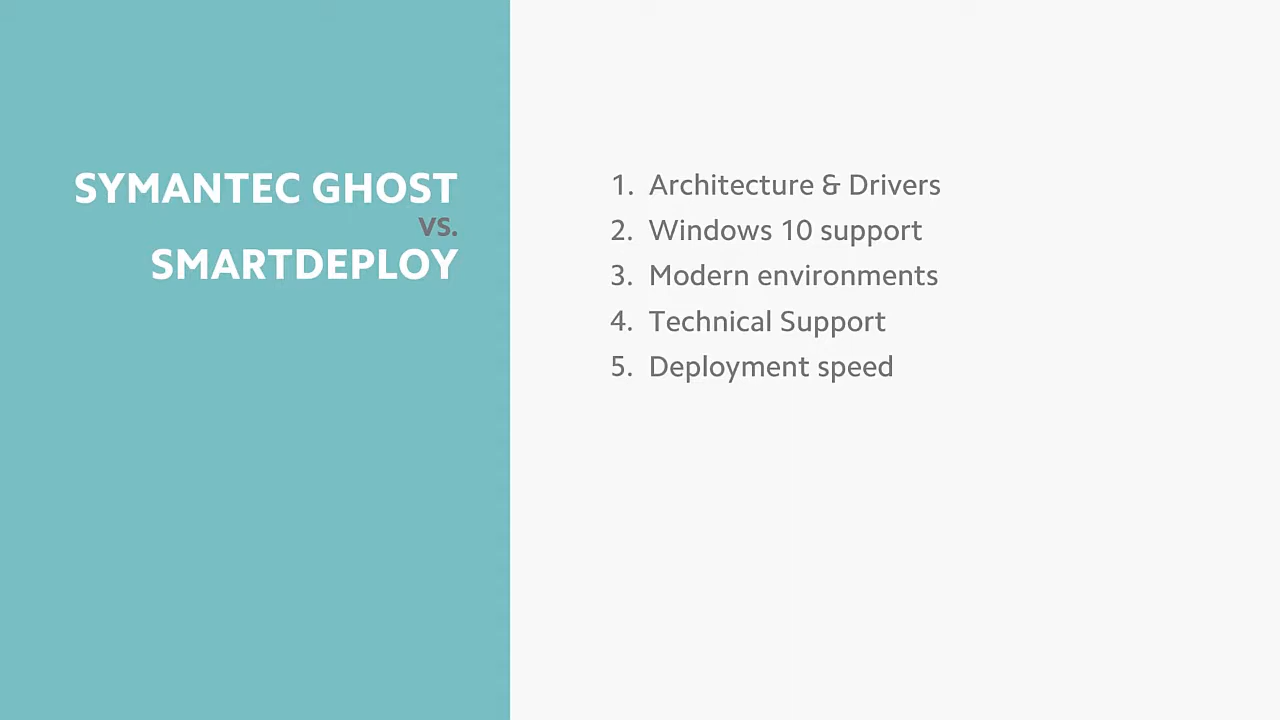 SYMANTEC GHOST
VS.
SMARTDEPLOY
1. Architecture & Drivers
2. Windows 10 support
3. Modern environments
4. Technical Support
5. Deployment speed